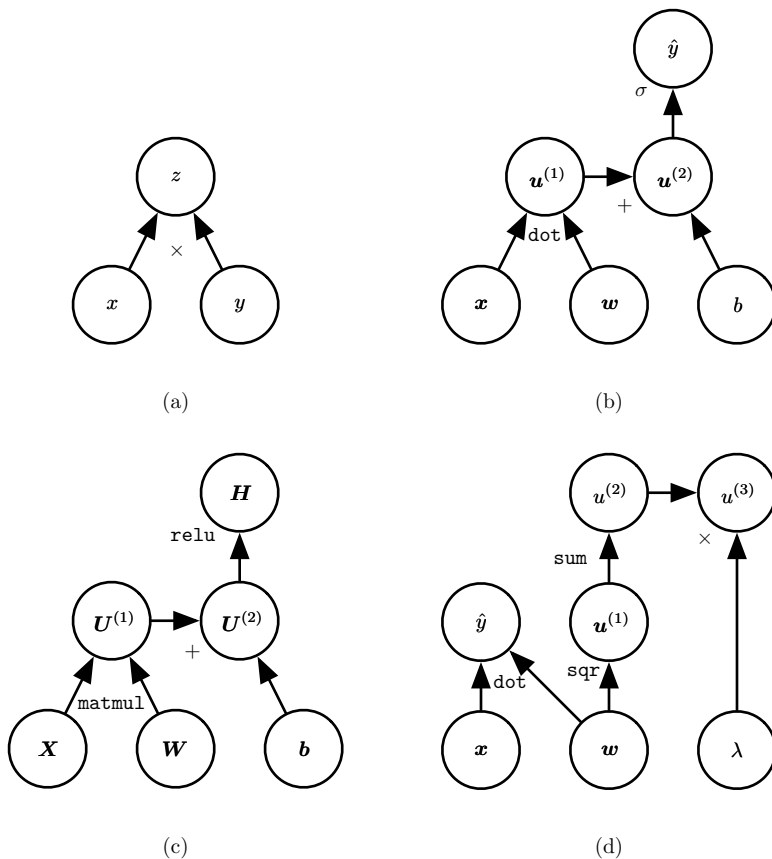 z
x
y
×
(a)
ŷ
σ
u(1)
u(2)
+
dot
x
w
b
(b)
H
relu
U(1)
U(2)
+
matmul
X
W
b
(c)
u(2)
u(3)
×
sum
ŷ
u(1)
dot
sqr
x
w
λ
(d)